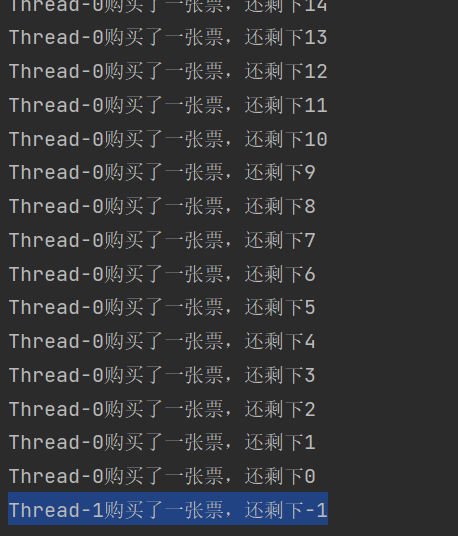 Thread-0购买了一张票，还剩下14
Thread-0购买了一张票，还剩下13
Thread-0购买了一张票，还剩下12
Thread-0购买了一张票，还剩下11
Thread-0购买了一张票，还剩下10
Thread-0购买了一张票，还剩下9
Thread-0购买了一张票，还剩下8
Thread-0购买了一张票，还剩下7
Thread-0购买了一张票，还剩下6
Thread-0购买了一张票，还剩下5
Thread-0购买了一张票，还剩下4
Thread-0购买了一张票，还剩下3
Thread-0购买了一张票，还剩下2
Thread-0购买了一张票，还剩下1
Thread-0购买了一张票，还剩下0
Thread-1购买了一张票，还剩下-1